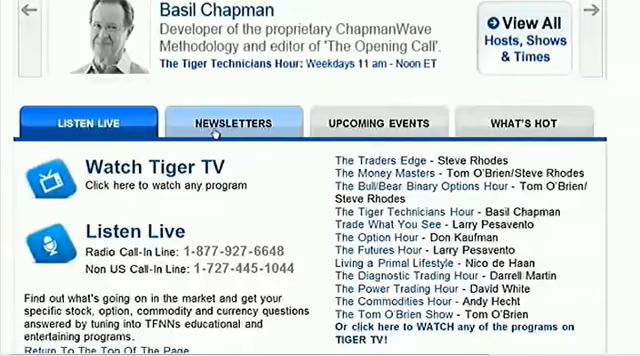 Basil Chapman
Developer of the proprietary ChapmanWave
Methodology and editor of 'The Opening Call'.
The Tiger Technicians Hour: Weekdays 11 am - Noon ET
View All
Hosts, Shows
& Times
LISTEN LIVE
NEWSLETTERS
UPCOMING EVENTS
WHAT'S HOT
Watch Tiger TV
Click here to watch any program
Listen Live
Radio Call-In Line: 1-877-927-6648
Non US Call-In Line: 1-727-445-1044
Find out what's going on in the market and get your
specific stock, option, commodity and currency questions
answered by tuning into TFNNs educational and
entertaining programs.
Return To The Top Of The Page
The Traders Edge - Steve Rhodes
The Money Masters - Tom O'Brien/Steve Rhodes
The Bull/Bear Binary Options Hour - Tom O'Brien/
Steve Rhodes
The Tiger Technicians Hour - Basil Chapman
Trade What You See - Larry Pesavento
The Option Hour - Don Kaufman
The Futures Hour - Larry Pesavento
Living a Primal Lifestyle - Nico de Haan
The Diagnostic Trading Hour - Darrell Martin
The Power Trading Hour - David White
The Commodities Hour - Andy Hecht
The Tom O'Brien Show - Tom O'Brien
Or click here to WATCH any of the programs on
TIGER TV!